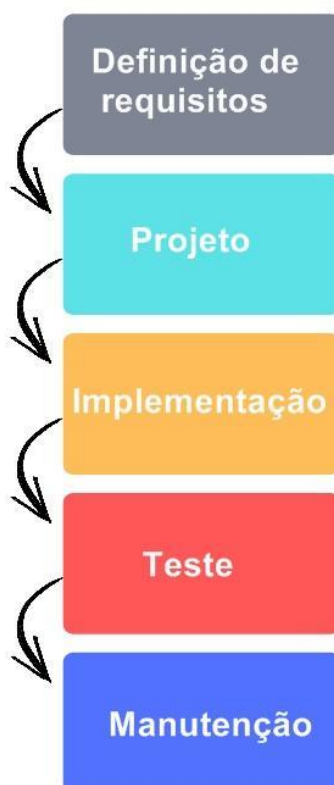 Definição de
requisitos
Projeto
Implementação
Teste
Manutenção